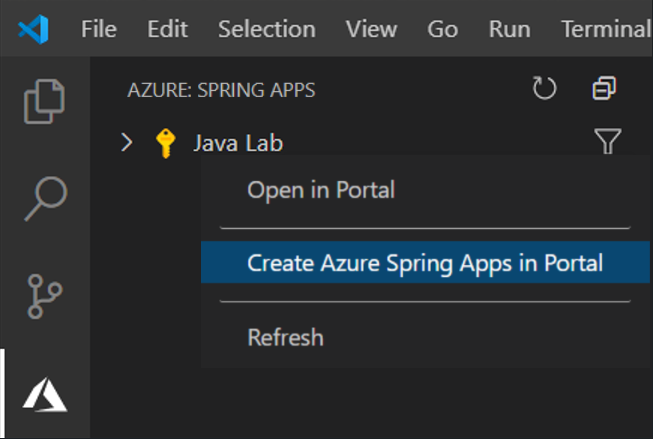 File Edit Selection View Go Run Terminal
AZURE: SPRING APPS
Java Lab
Open in Portal
Create Azure Spring Apps in Portal
Refresh